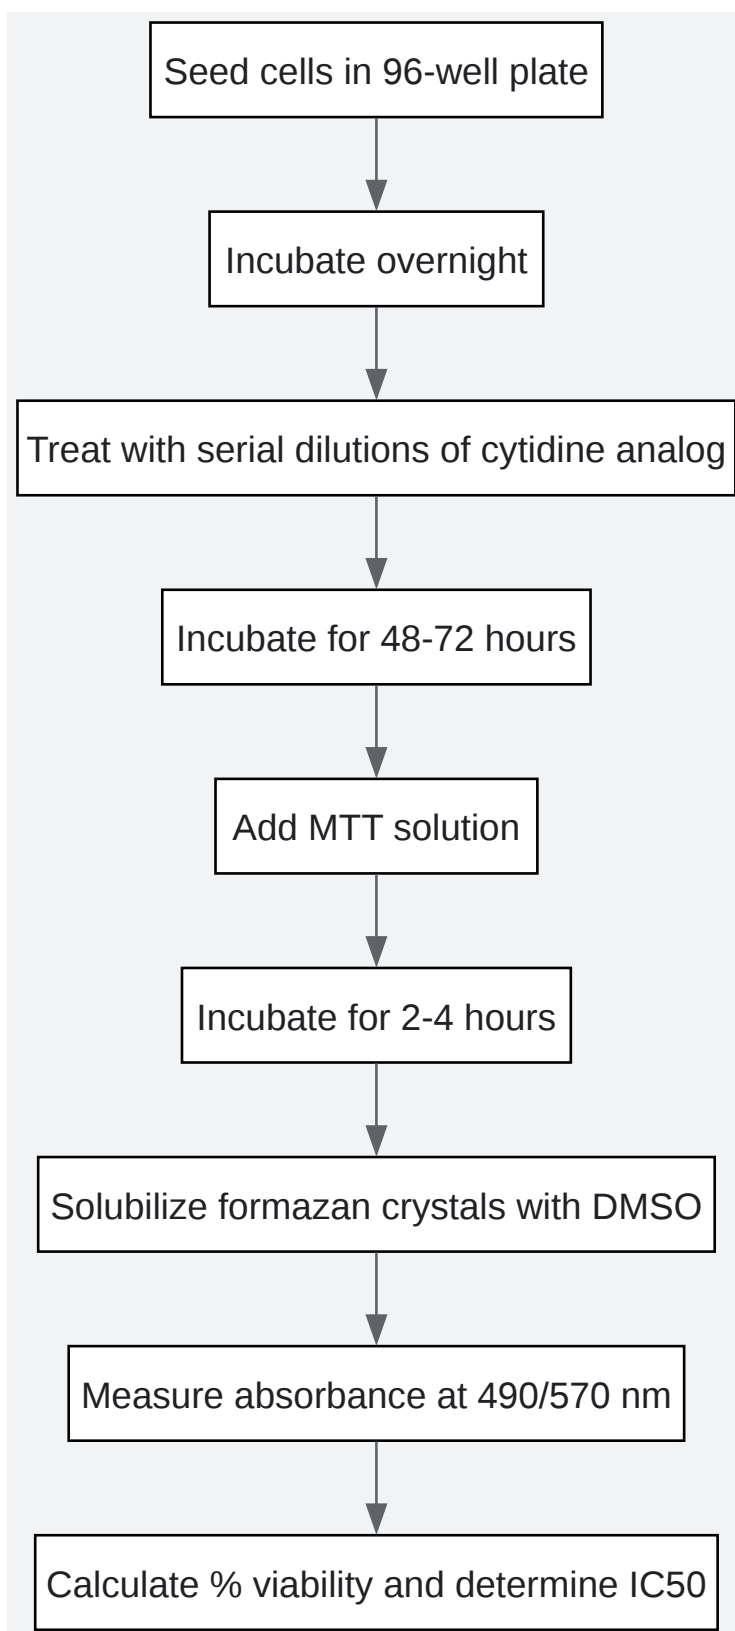 Seed cells in 96-well plate
Incubate overnight
Treat with serial dilutions of cytidine analog
Incubate for 48-72 hours
Add MTT solution
Incubate for 2-4 hours
Solubilize formazan crystals with DMSO
Measure absorbance at 490/570 nm
Calculate % viability and determine IC50